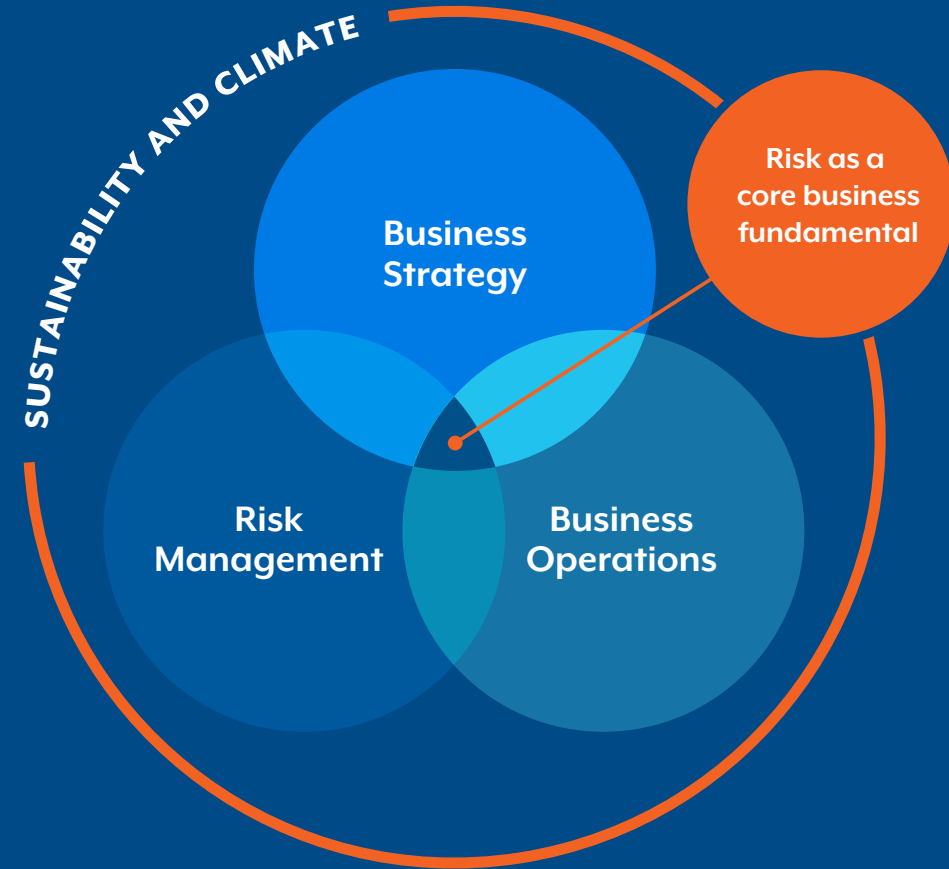 SUSTAINABILITY AND CLIMATE
Risk as a
core business
fundamental
Business
Strategy
Risk
Management
Business
Operations